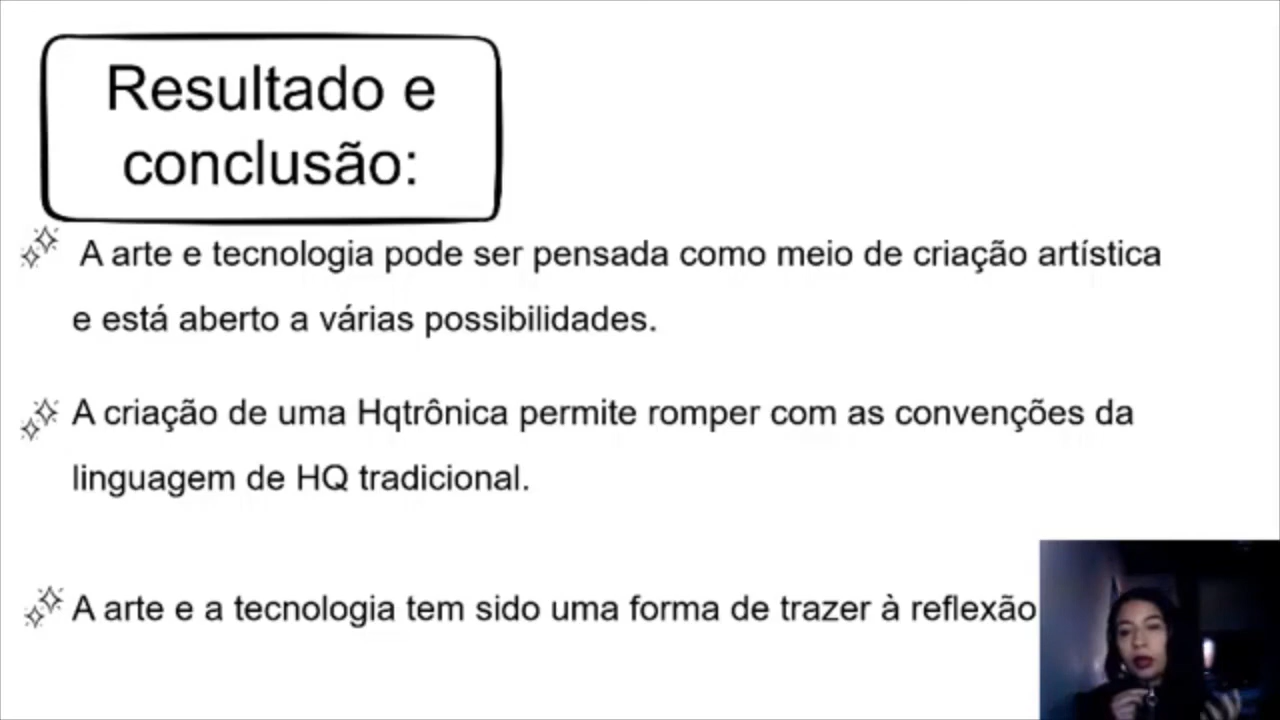 Resultado e
conclusão:
A arte e tecnologia pode ser pensada como meio de criação artística
e está aberto a várias possibilidades.
A criação de uma Hqtrônica permite romper com as convenções da
linguagem de HQ tradicional.
A arte e a tecnologia tem sido uma forma de trazer à reflexão